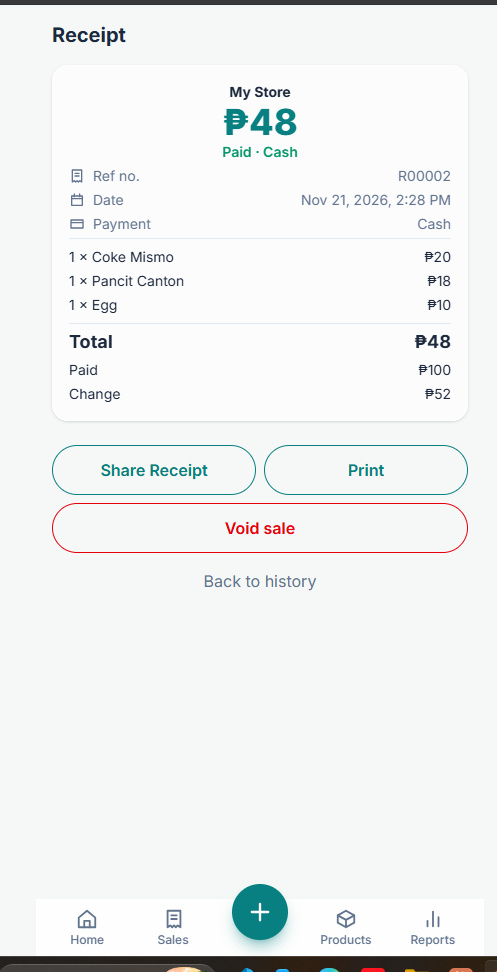 Receipt
My Store
₱48
Paid · Cash
Ref no. R00002
Date Nov 21, 2026, 2:28 PM
Payment Cash
1 × Coke Mismo ₱20
1 × Pancit Canton ₱18
1 × Egg ₱10
Total ₱48
Paid ₱100
Change ₱52
Share Receipt Print
Void sale
Back to history
Home Sales Products Reports